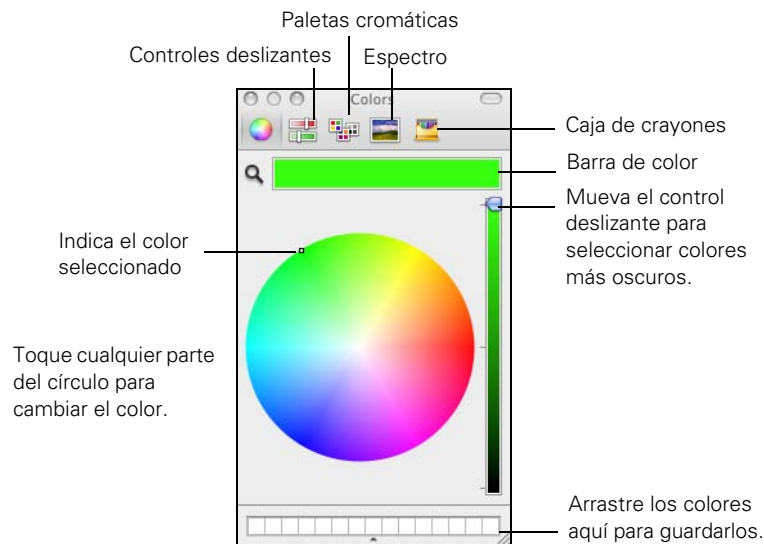 Paletas cromáticas
Controles deslizantes
Espectro
Colors
Caja de crayones
Barra de color
Mueva el control
deslizante para
seleccionar colores
más oscuros.
Indica el color
seleccionado
Toque cualquier parte
del círculo para
cambiar el color.
Arrastre los colores
aquí para guardarlos.